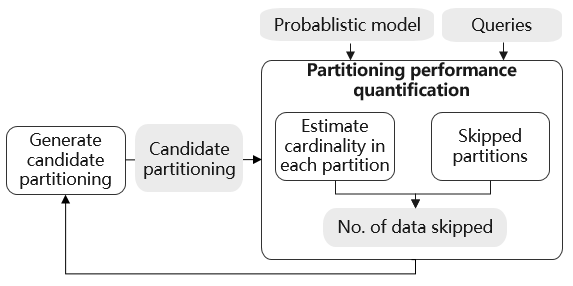 Probablistic model
Queries
Partitioning performance
quantification
Generate
candidate
partitioning
Candidate
partitioning
Estimate
cardinality in
each partition
Skipped
partitions
No. of data skipped